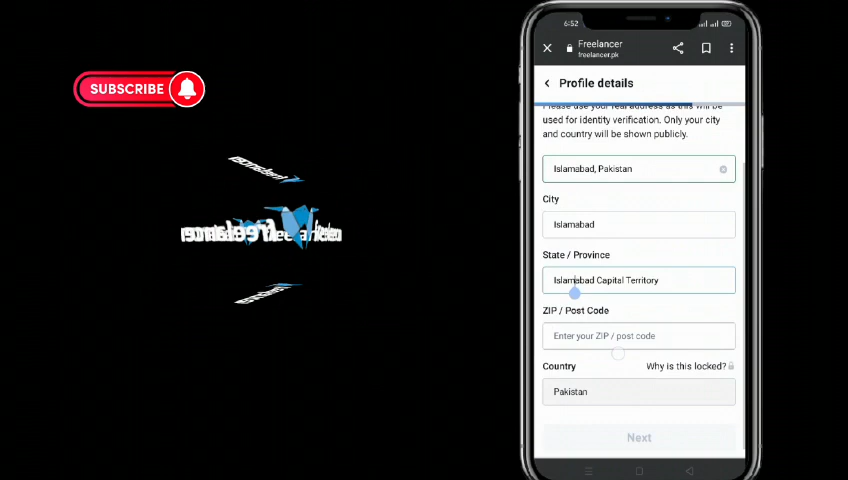 SUBSCRIBE
6:52
Freelancer
freelancer.pk
Profile details
Please use your real address as this will be
used for identity verification. Only your city
and country will be shown publicly.
Islamabad, Pakistan
City
Islamabad
State / Province
Islamabad Capital Territory
ZIP / Post Code
Enter your ZIP / post code
Country
Why is this locked?
Pakistan
Next